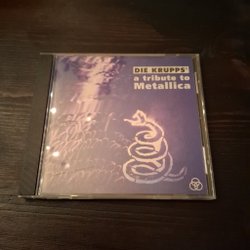 DIE KRUPPS'
a tribute to
Metallica